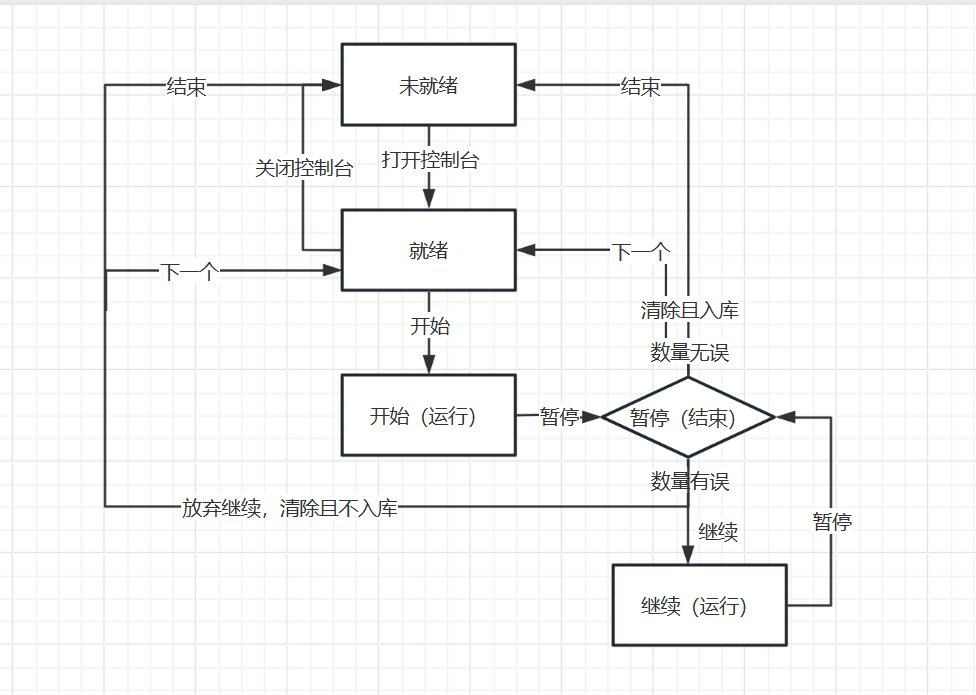 结束
未就绪
结束
关闭控制台
打开控制台
就绪
下一个
下一个
清除且入库
开始
数量无误
开始（运行）
暂停
暂停（结束）
数量有误
放弃继续，清除且不入库
继续
暂停
继续（运行）